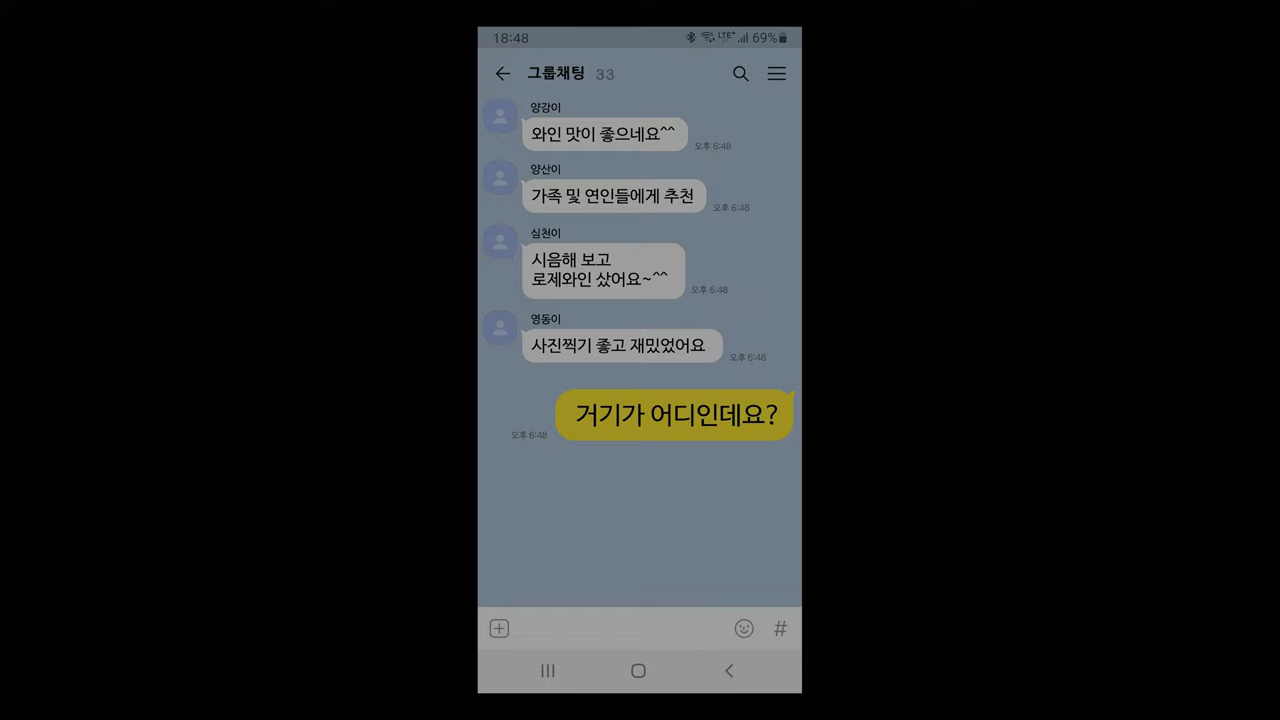 18:48 LTE+ 69%
그룹채팅 33
양강이
와인 맛이 좋으네요^^
오후 6:48
양산이
가족 및 연인들에게 추천
오후 6:48
심천이
시음해 보고
로제와인 샀어요~^^
오후 6:48
영동이
사진찍기 좋고 재밌었어요
오후 6:48
거기가 어디인데요?
오후 6:48
#